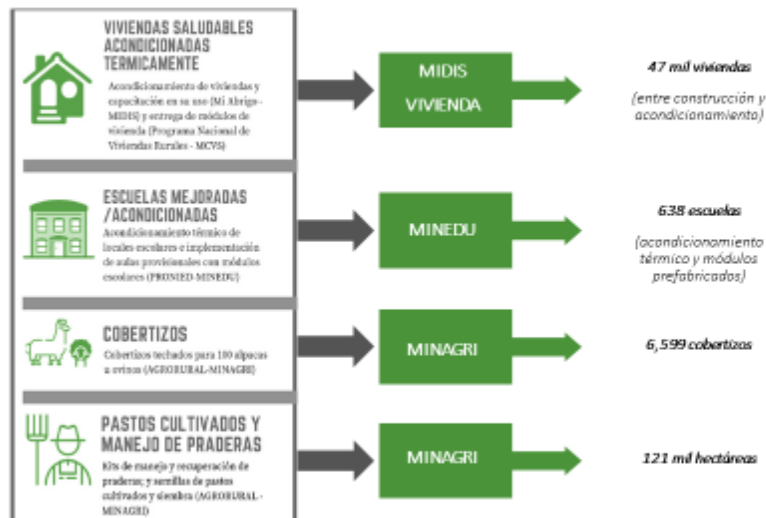 VIVIENDAS SALUDABLES
ACONDICIONADAS
TERMICAMENTE
Acondicionamiento de viviendas y
capacitación en su uso (Mi Abrigo -
MIDIS) y entrega de módulos de
vivienda (Programa Nacional de
Viviendas Rurales - MCVS)
MIDIS
VIVIENDA
47 mil viviendas
(entre construcción y
acondicionamiento)
ESCUELAS MEJORADAS
/ACONDICIONADAS
Acondicionamiento térmico de
locales escolares e implementación
de aulas provisionales con módulos
escolares (PRONIED-MINEDU)
MINEDU
638 escuelas
(acondicionamiento
térmico y módulos
prefabricados)
COBERTIZOS
Cobertizos techados para 100 alpacas
u ovinos (AGRORURAL-MINAGRI)
MINAGRI
6,599 cobertizos
PASTOS CULTIVADOS Y
MANEJO DE PRADERAS
Kits de manejo y recuperación de
praderas; y semillas de pastos
cultivados y siembra (AGRORURAL -
MINAGRI)
MINAGRI
121 mil hectáreas